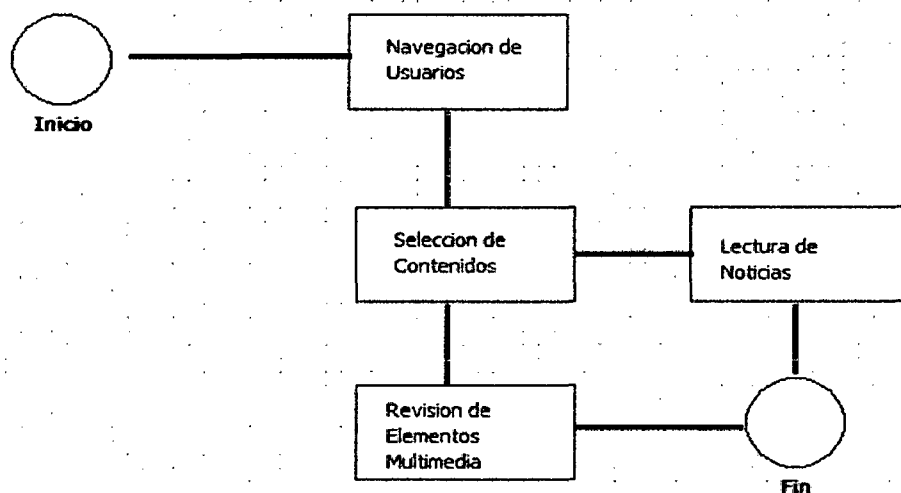 Navegacion de
Usuarios
Inicio
Seleccion de
Contenidos
Lectura de
Noticias
Revision de
Elementos
Multimedia
Fin